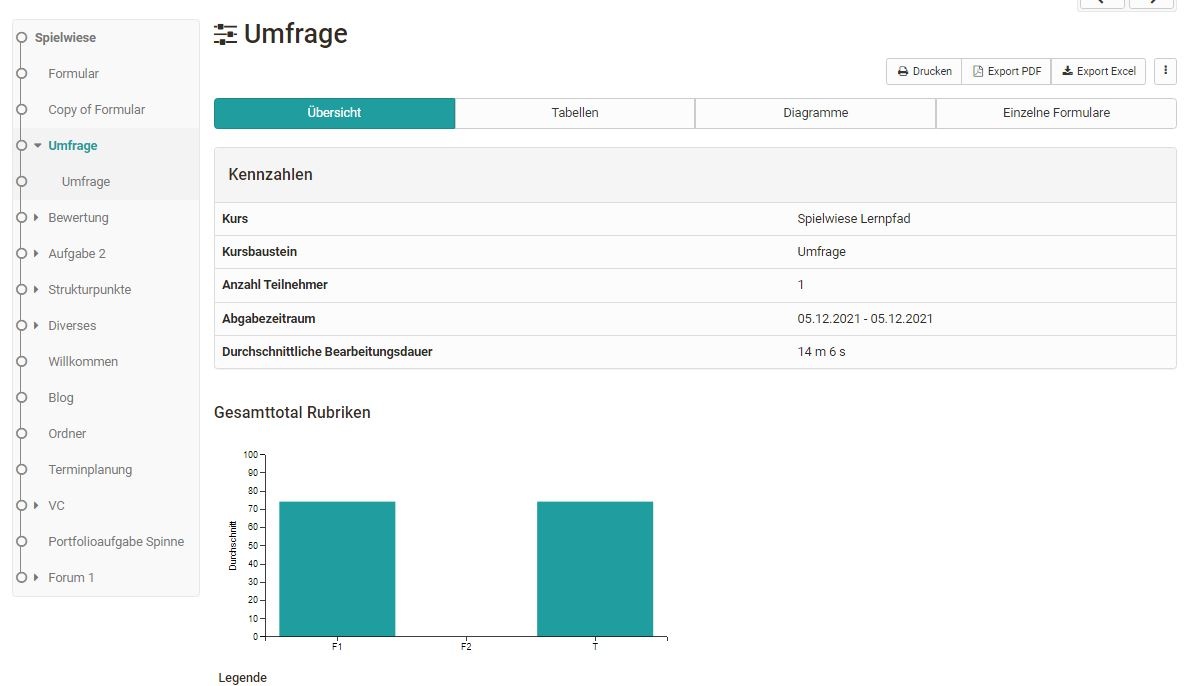 Spielwiese
Formular
Copy of Formular
Umfrage
Umfrage
Bewertung
Aufgabe 2
Strukturpunkte
Diverses
Willkommen
Blog
Ordner
Terminplanung
VC
Portfolioaufgabe Spinne
Forum 1
Umfrage
Drucken Export PDF Export Excel
Übersicht Tabellen Diagramme Einzelne Formulare
Kennzahlen
Kurs Spielwiese Lernpfad
Kursbaustein Umfrage
Anzahl Teilnehmer 1
Abgabezeitraum 05.12.2021 - 05.12.2021
Durchschnittliche Bearbeitungsdauer 14 m 6 s
Gesamttotal Rubriken
100
90
80
70
60
50
40
30
20
10
0
Durchschnitt
F1 F2 T
Legende